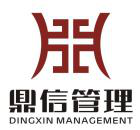 鼎信管理
DINGXIN MANAGEMENT